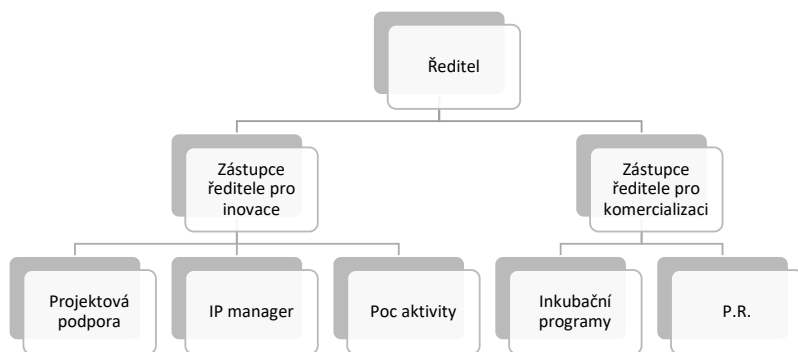 Ředitel
Zástupce
ředitele pro
inovace
Zástupce
ředitele pro
komercializaci
Projektová
podpora
IP manager
Poc aktivity
Inkubační
programy
P.R.